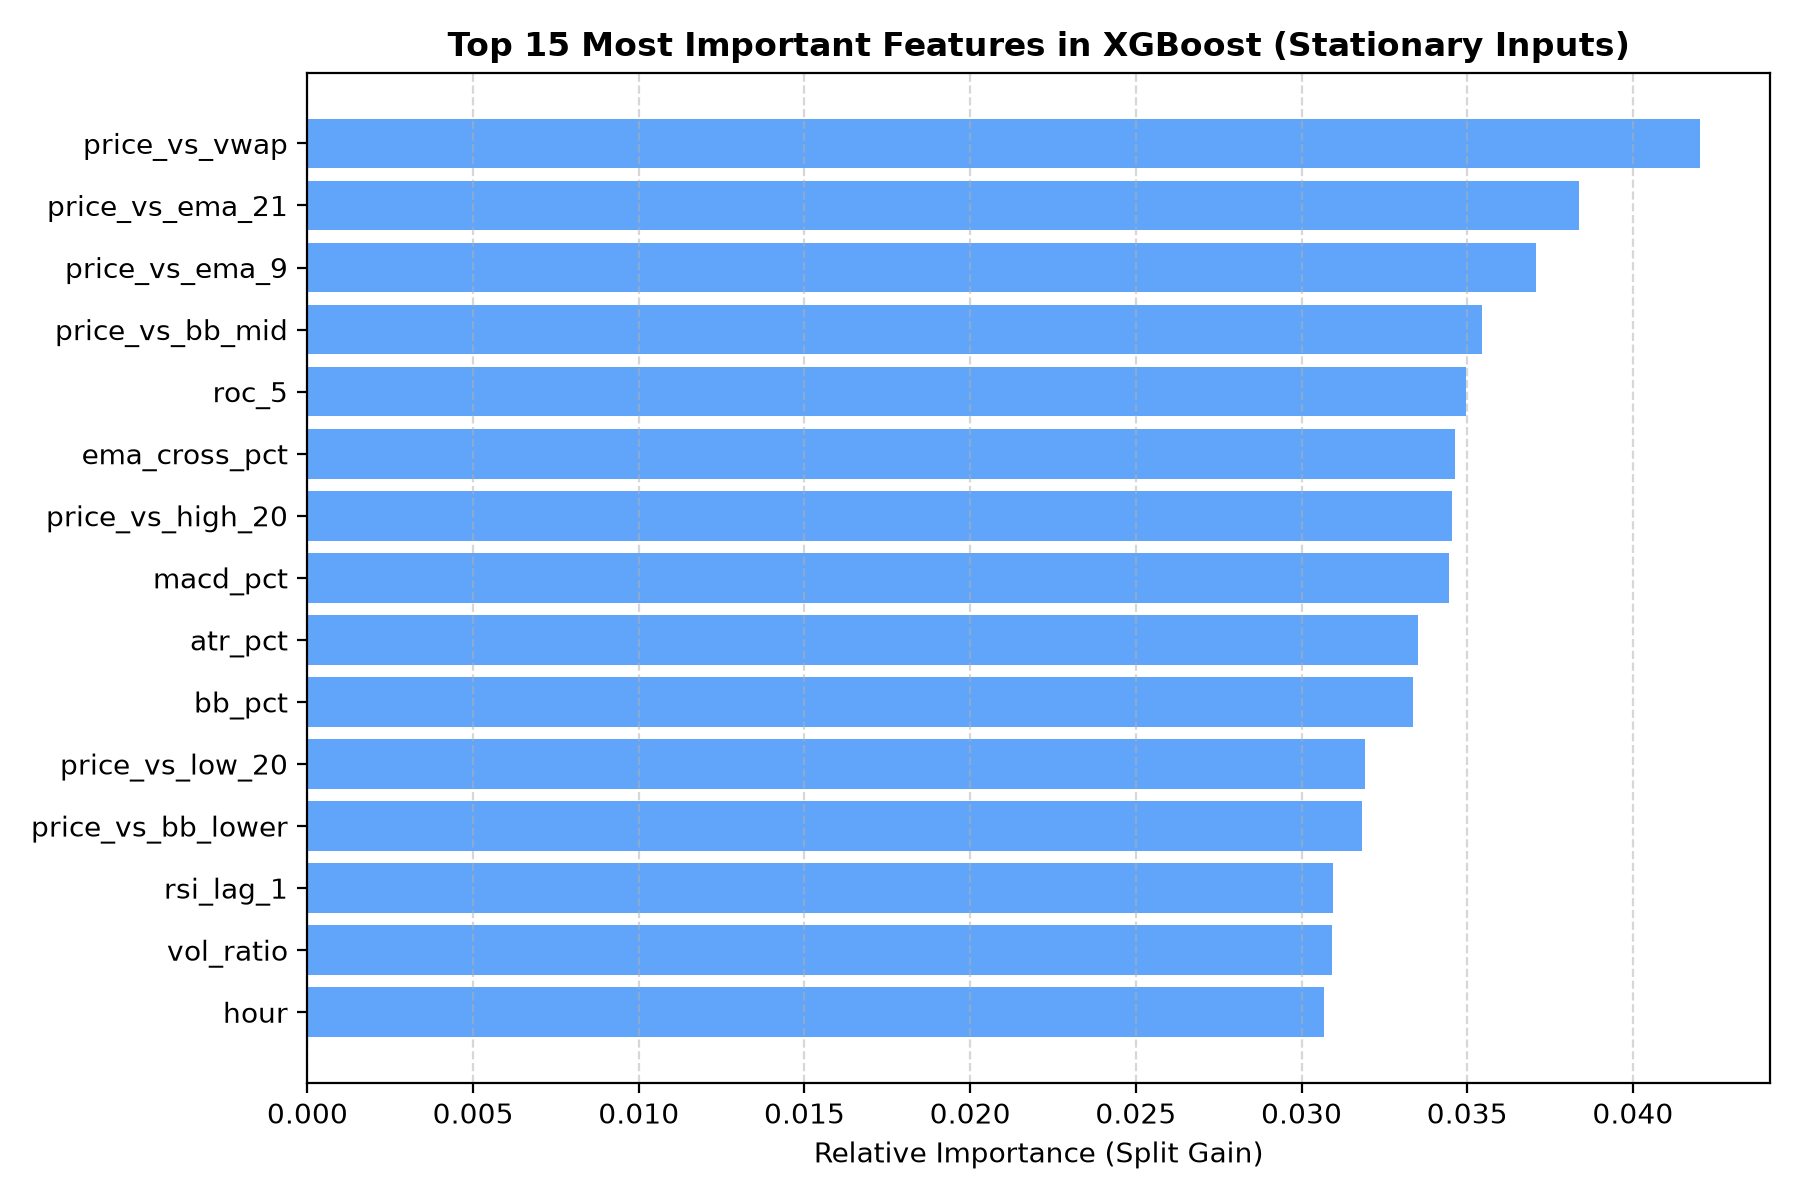 Top 15 Most Important Features in XGBoost (Stationary Inputs)
price_vs_vwap
price_vs_ema_21
price_vs_ema_9
price_vs_bb_mid
roc_5
ema_cross_pct
price_vs_high_20
macd_pct
atr_pct
bb_pct
price_vs_low_20
price_vs_bb_lower
rsi_lag_1
vol_ratio
hour
0.000 0.005 0.010 0.015 0.020 0.025 0.030 0.035 0.040
Relative Importance (Split Gain)